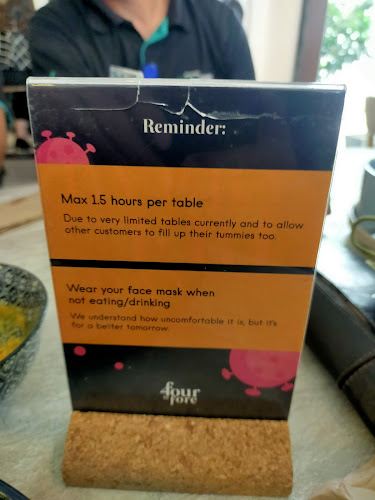 Reminder:
Max 1.5 hours per table
Due to very limited tables currently and to allow
other customers to fill up their tummies too.
Wear your face mask when
not eating/drinking
We understand how uncomfortable it is, but it's
for a better tomorrow.
four
fore